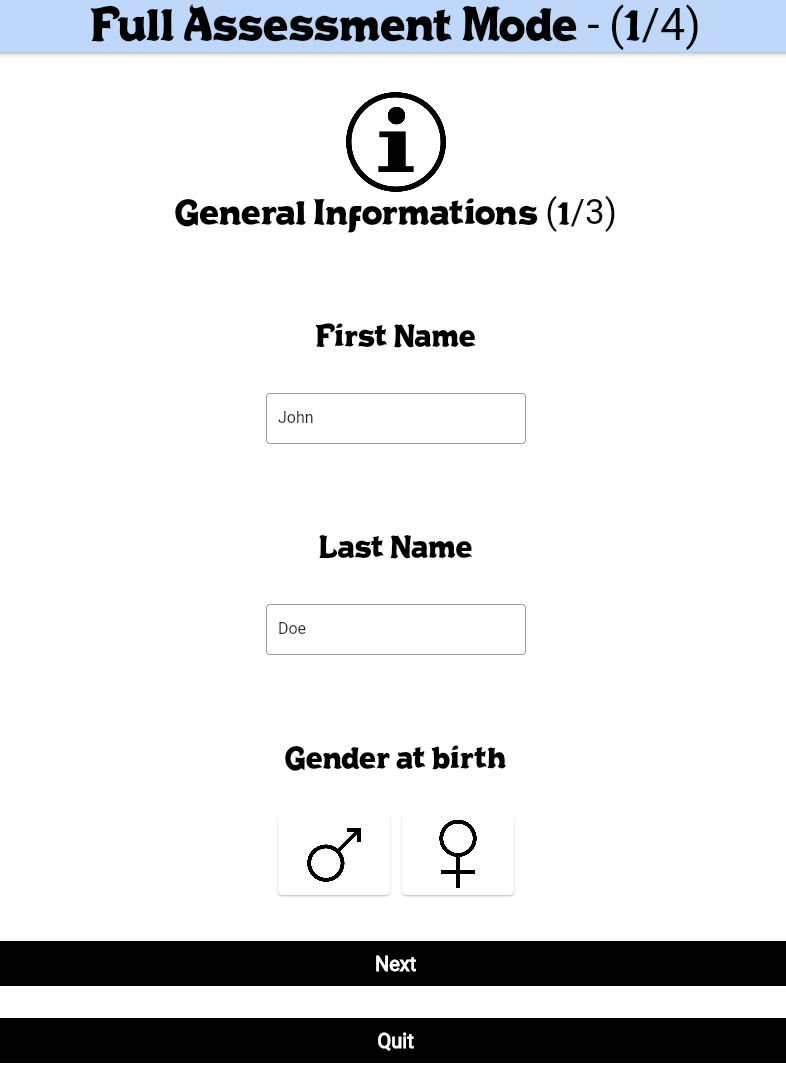 Full Assessment Mode - (1/4)
General Informations (1/3)
First Name
John
Last Name
Doe
Gender at birth
Next
Quit